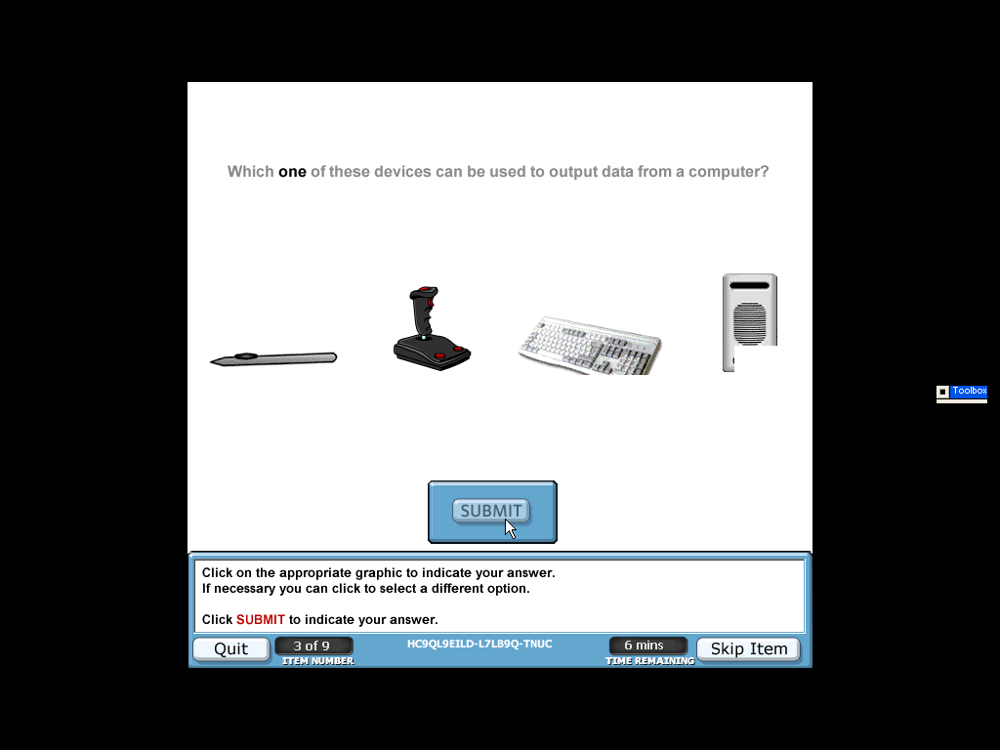 Which one of these devices can be used to output data from a computer?
Toolbox
SUBMIT
Click on the appropriate graphic to indicate your answer.
If necessary you can click to select a different option.
Click SUBMIT to indicate your answer.
Quit
3 of 9
ITEM NUMBER
HC9QL9EILD-L7LB9Q-TNUC
6 mins
TIME REMAINING
Skip Item